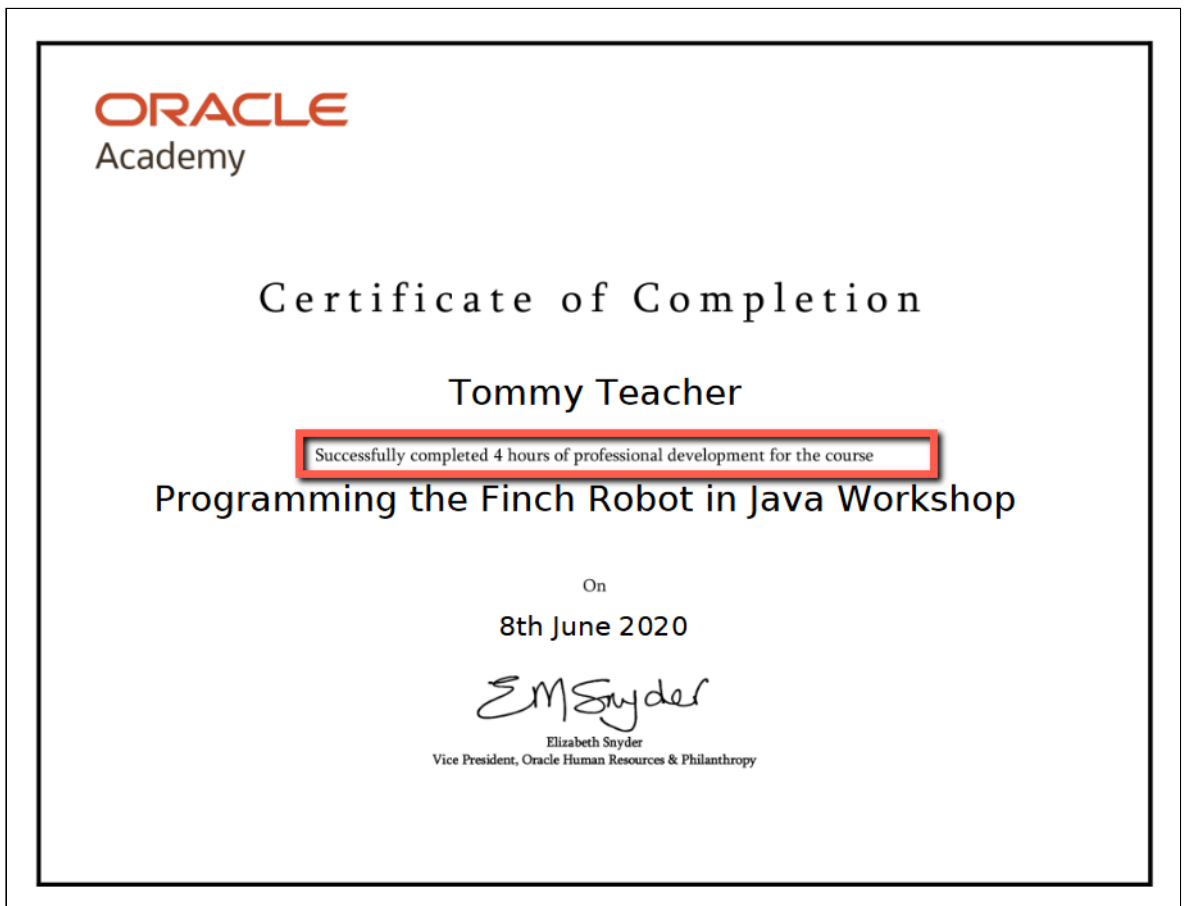 ORACLE
Academy
Certificate of Completion
Tommy Teacher
Successfully completed 4 hours of professional development for the course
Programming the Finch Robot in Java Workshop
On
8th June 2020
EMSnyder
Elizabeth Snyder
Vice President, Oracle Human Resources & Philanthropy